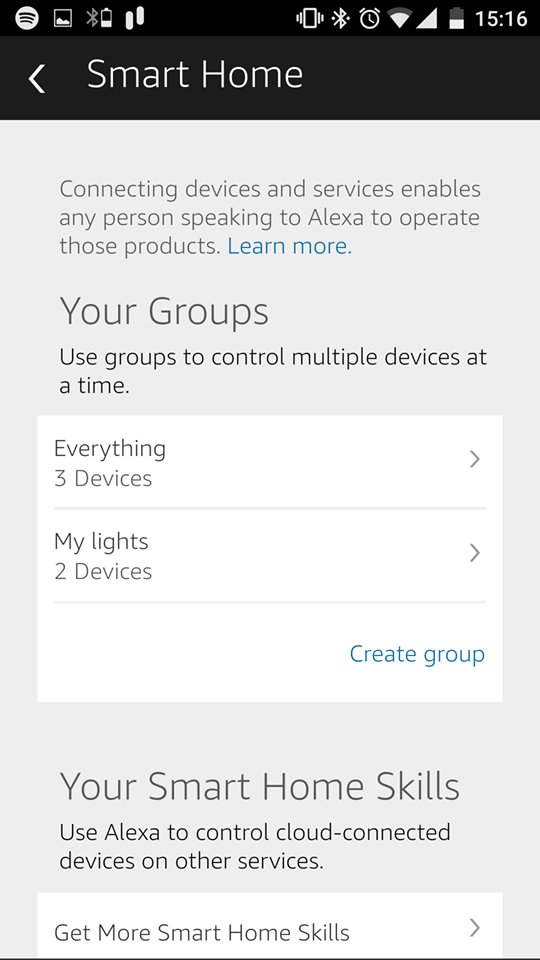 15:16
Smart Home
Connecting devices and services enables
any person speaking to Alexa to operate
those products. Learn more.
Your Groups
Use groups to control multiple devices at
a time.
Everything
3 Devices
My lights
2 Devices
Create group
Your Smart Home Skills
Use Alexa to control cloud-connected
devices on other services.
Get More Smart Home Skills